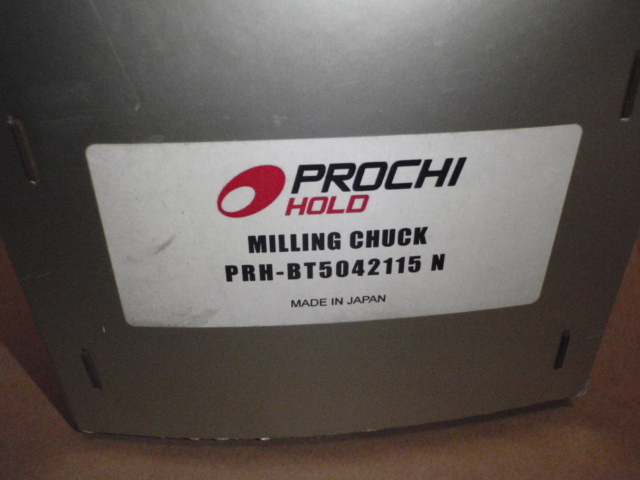 PROCHI
HOLD
MILLING CHUCK
PRH-BT5042115 N
MADE IN JAPAN